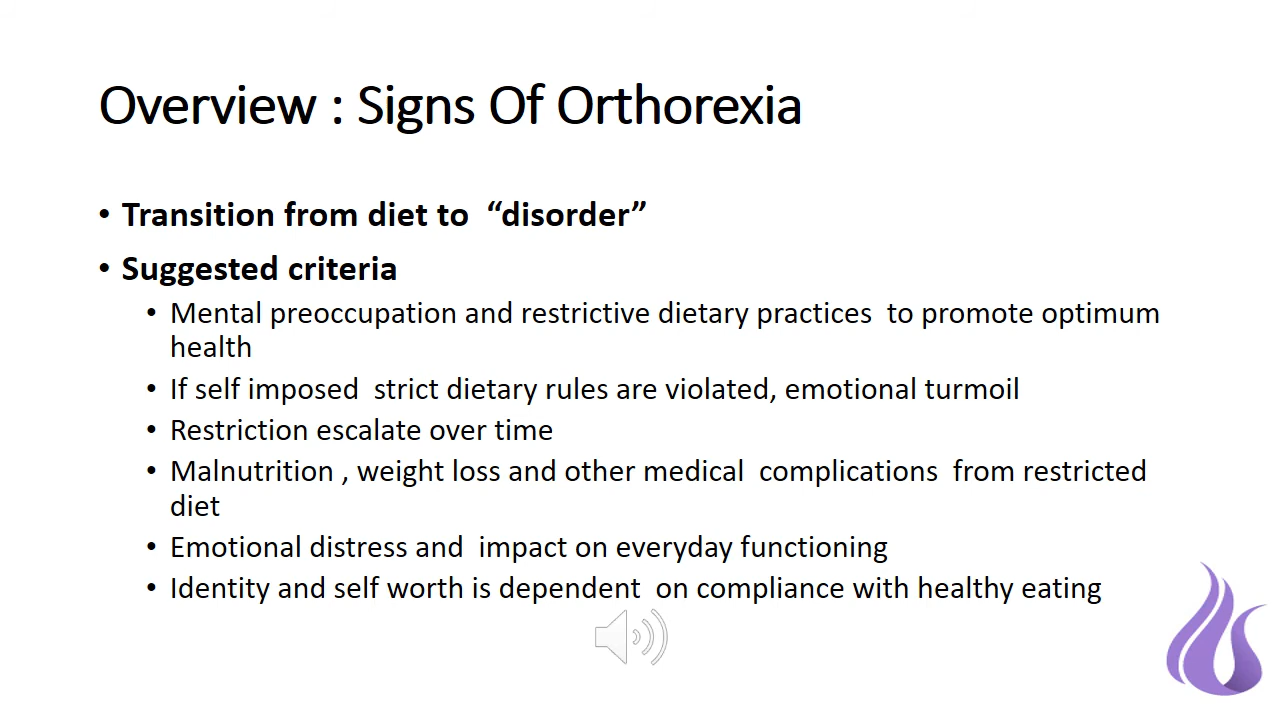 Overview : Signs Of Orthorexia
• Transition from diet to “disorder”
• Suggested criteria
• Mental preoccupation and restrictive dietary practices to promote optimum
health
• If self imposed strict dietary rules are violated, emotional turmoil
• Restriction escalate over time
• Malnutrition , weight loss and other medical complications from restricted
diet
• Emotional distress and impact on everyday functioning
• Identity and self worth is dependent on compliance with healthy eating